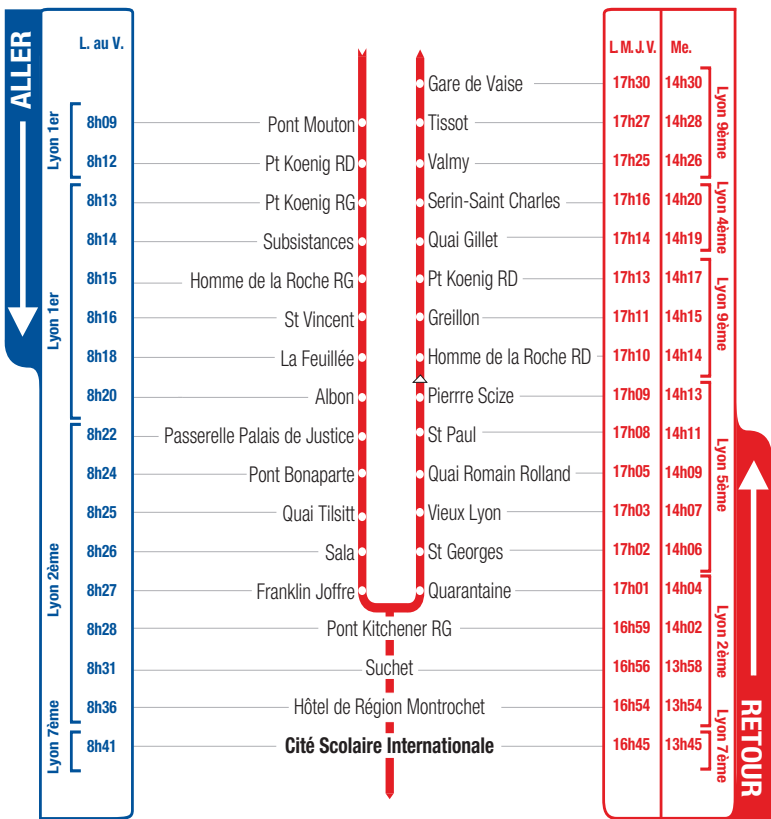 ALLER
L. au V.
L. M. J. V. Me.
Gare de Vaise 17h30 14h30
8h09 Pont Mouton Tissot 17h27 14h28
8h12 Pt Koenig RD Valmy 17h25 14h26
8h13 Pt Koenig RG Serin-Saint Charles 17h16 14h20
8h14 Subsistances Quai Gillet 17h14 14h19
8h15 Homme de la Roche RG Pt Koenig RD 17h13 14h17
8h16 St Vincent Greillon 17h11 14h15
8h18 La Feuillée Homme de la Roche RD 17h10 14h14
8h20 Albon Pierrre Scize 17h09 14h13
8h22 Passerelle Palais de Justice St Paul 17h08 14h11
8h24 Pont Bonaparte Quai Romain Rolland 17h05 14h09
8h25 Quai Tilsitt Vieux Lyon 17h03 14h07
8h26 Sala St Georges 17h02 14h06
8h27 Franklin Joffre Quarantaine 17h01 14h04
8h28 Pont Kitchener RG 16h59 14h02
8h31 Suchet 16h56 13h58
8h36 Hôtel de Région Montrochet 16h54 13h54
8h41 Cité Scolaire Internationale 16h45 13h45
Lyon 1er
Lyon 1er
Lyon 2ème
Lyon 7ème
Lyon 9ème
Lyon 4ème
Lyon 9ème
Lyon 5ème
Lyon 2ème
Lyon 7ème
RETOUR